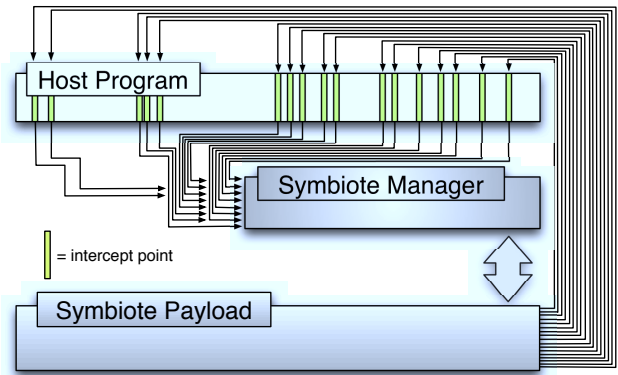 Host Program
Symbiote Manager
= intercept point
Symbiote Payload